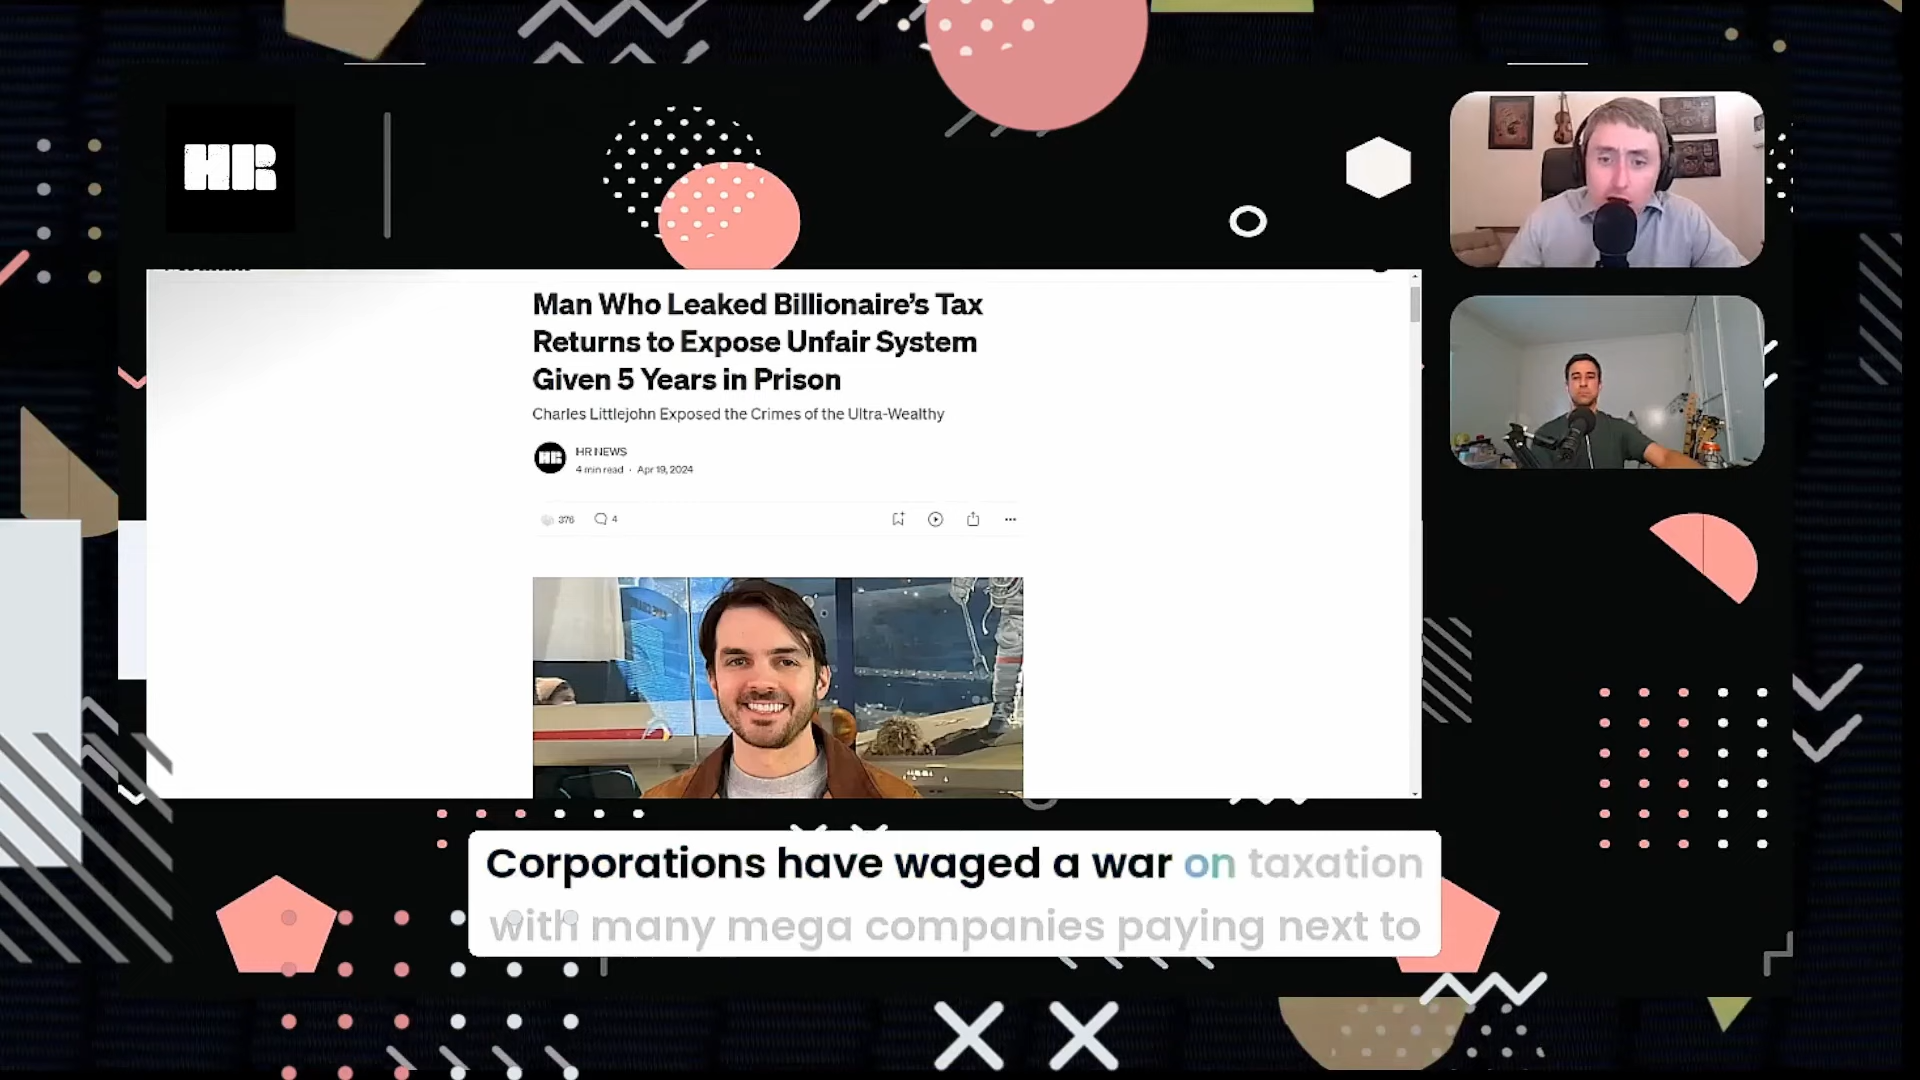 HR
Man Who Leaked Billionaire’s Tax
Returns to Expose Unfair System
Given 5 Years in Prison
Charles Littlejohn Exposed the Crimes of the Ultra-Wealthy
HR
HR NEWS
4 min read · Apr 19, 2024
376
4
Corporations have waged a war on taxation
with many mega companies paying next to